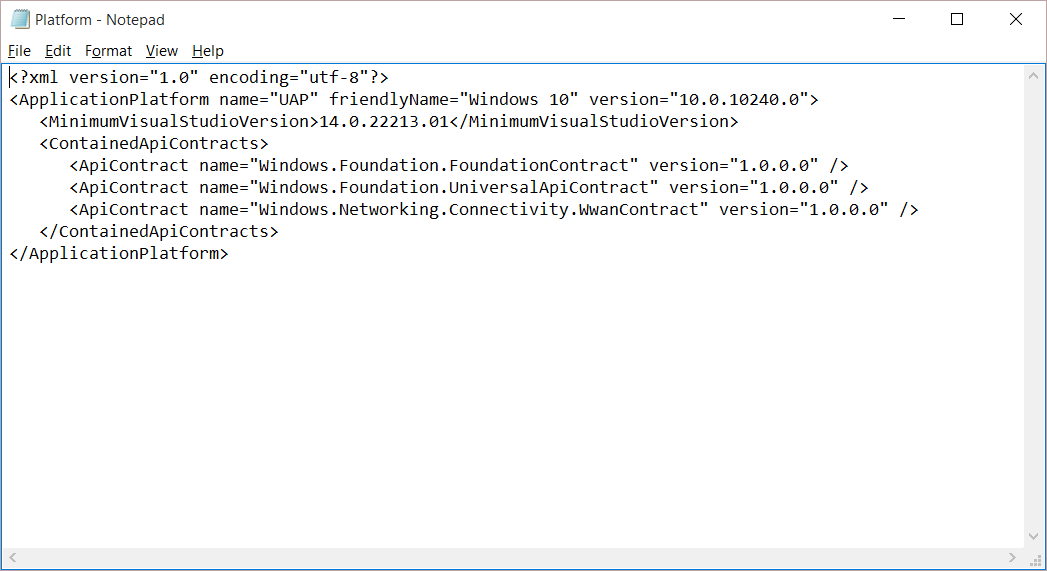 Platform - Notepad
File Edit Format View Help
<?xml version="1.0" encoding="utf-8"?>
<ApplicationPlatform name="UAP" friendlyName="Windows 10" version="10.0.10240.0">
   <MinimumVisualStudioVersion>14.0.22213.01</MinimumVisualStudioVersion>
   <ContainedApiContracts>
      <ApiContract name="Windows.Foundation.FoundationContract" version="1.0.0.0" />
      <ApiContract name="Windows.Foundation.UniversalApiContract" version="1.0.0.0" />
      <ApiContract name="Windows.Networking.Connectivity.WwanContract" version="1.0.0.0" />
   </ContainedApiContracts>
</ApplicationPlatform>